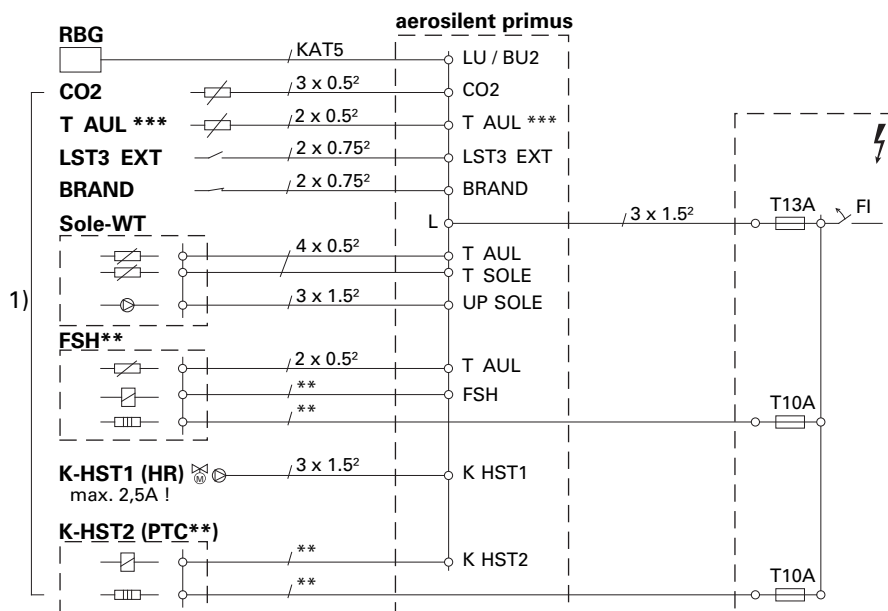 aerosilent primus
RBG
KAT5
LU / BU2
CO2
3 x 0.5²
CO2
T AUL ***
2 x 0.5²
T AUL ***
LST3 EXT
2 x 0.75²
LST3 EXT
BRAND
2 x 0.75²
BRAND
L
3 x 1.5²
T13A
FI
Sole-WT
4 x 0.5²
T AUL
T SOLE
1)
3 x 1.5²
UP SOLE
FSH**
2 x 0.5²
T AUL
**
FSH
**
T10A
K-HST1 (HR)
M
3 x 1.5²
K HST1
max. 2,5A !
K-HST2 (PTC**)
**
K HST2
**
T10A